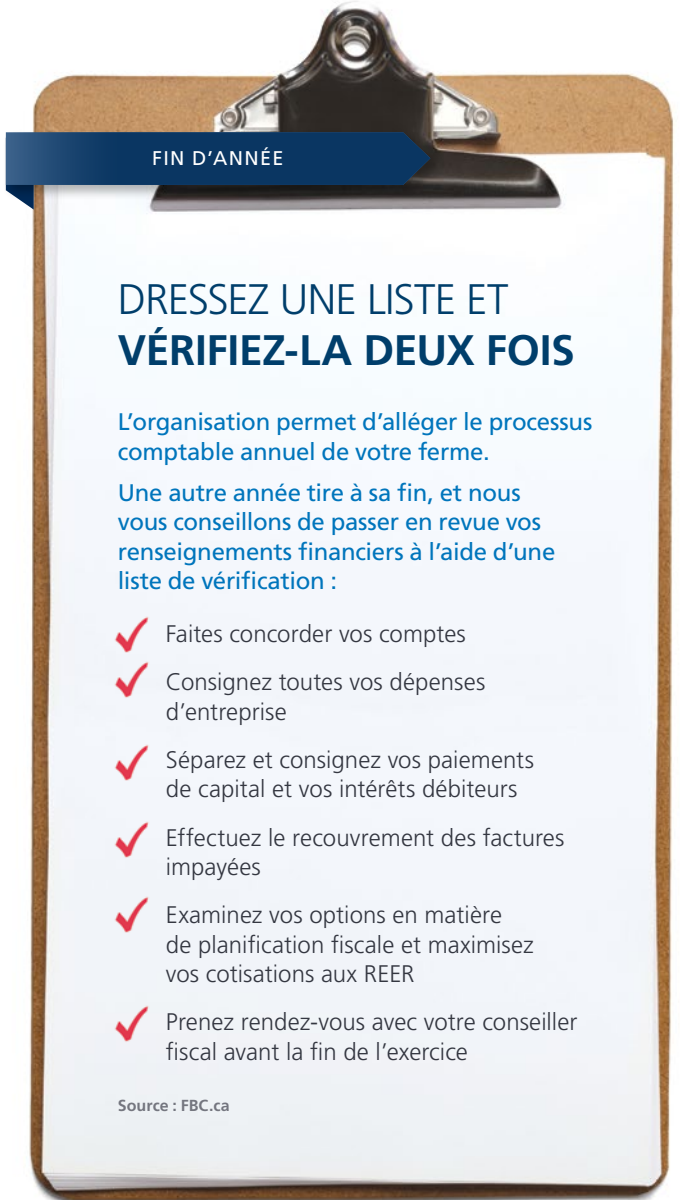 FIN D’ANNÉE
DRESSEZ UNE LISTE ET
VÉRIFIEZ-LA DEUX FOIS
L’organisation permet d’alléger le processus
comptable annuel de votre ferme.
Une autre année tire à sa fin, et nous
vous conseillons de passer en revue vos
renseignements financiers à l’aide d’une
liste de vérification :
Faites concorder vos comptes
Consignez toutes vos dépenses
d’entreprise
Séparez et consignez vos paiements
de capital et vos intérêts débiteurs
Effectuez le recouvrement des factures
impayées
Examinez vos options en matière
de planification fiscale et maximisez
vos cotisations aux REER
Prenez rendez-vous avec votre conseiller
fiscal avant la fin de l’exercice
Source : FBC.ca